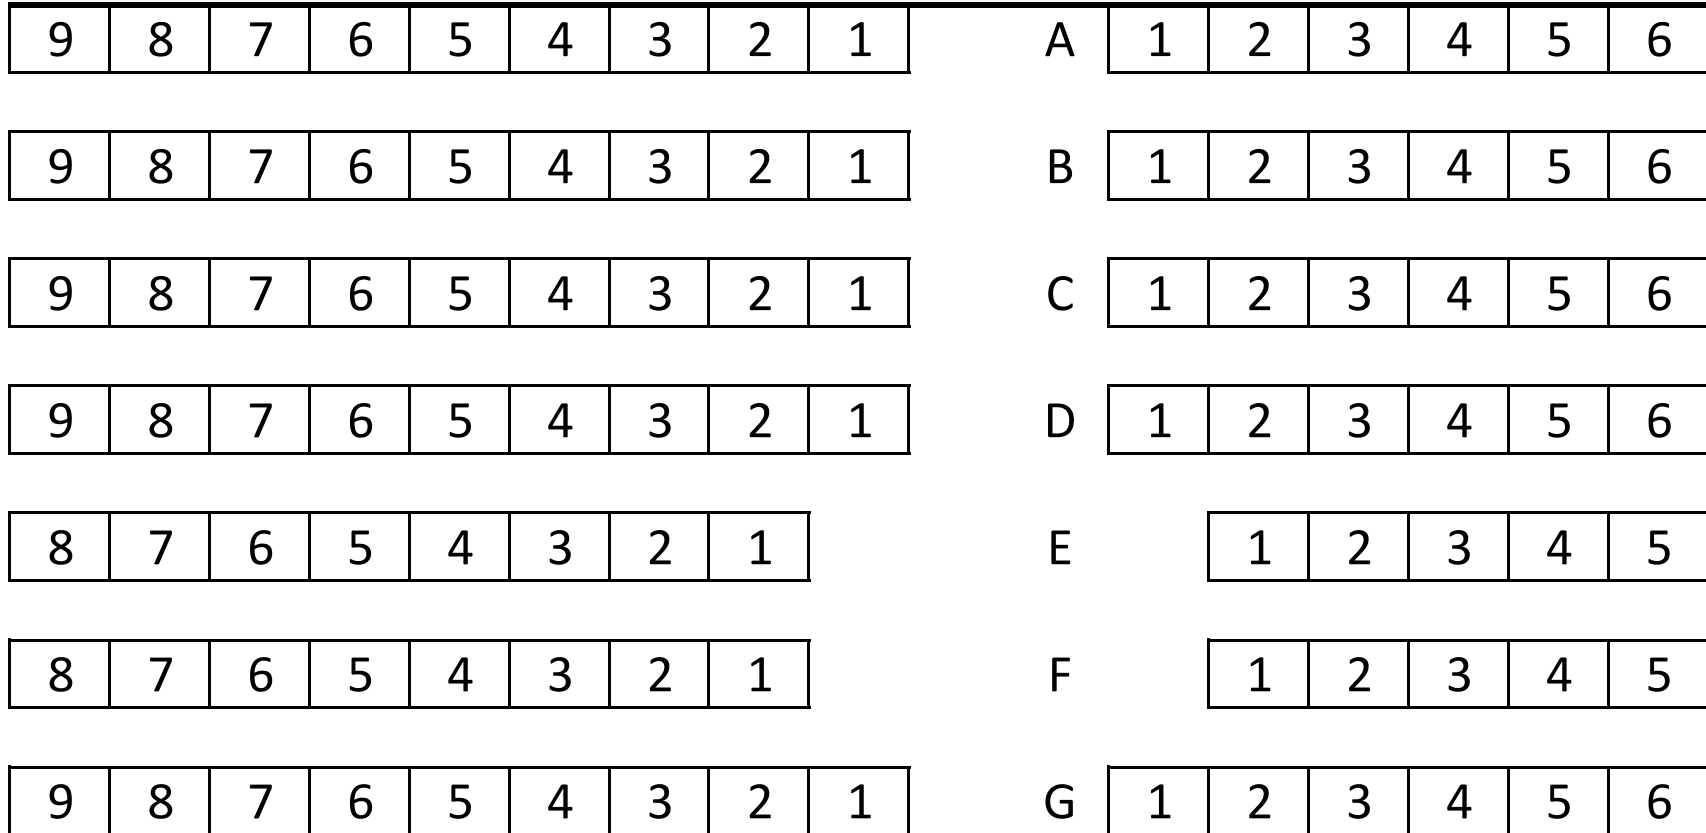 9 8 7 6 5 4 3 2 1 A 1 2 3 4 5 6
9 8 7 6 5 4 3 2 1 B 1 2 3 4 5 6
9 8 7 6 5 4 3 2 1 C 1 2 3 4 5 6
9 8 7 6 5 4 3 2 1 D 1 2 3 4 5 6
8 7 6 5 4 3 2 1 E 1 2 3 4 5
8 7 6 5 4 3 2 1 F 1 2 3 4 5
9 8 7 6 5 4 3 2 1 G 1 2 3 4 5 6